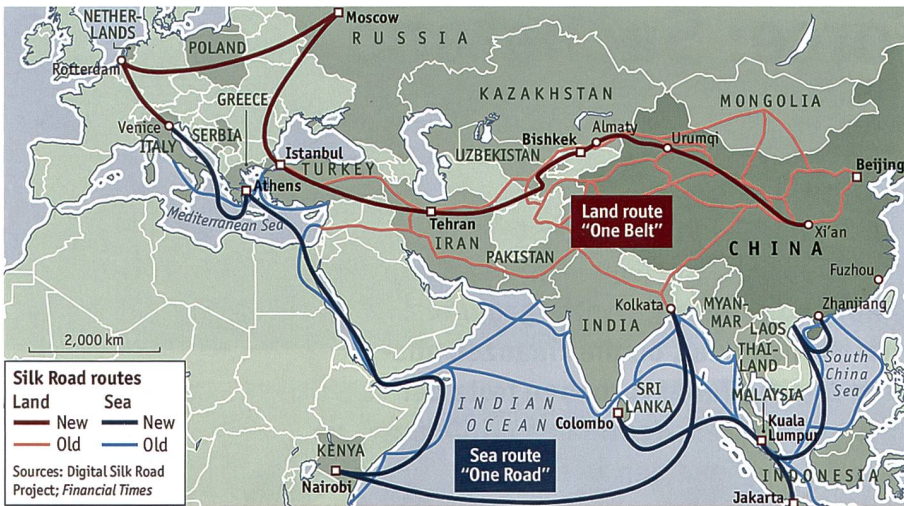 NETHER-
LANDS
Moscow
RUSSIA
POLAND
Rotterdam
KAZAKHSTAN
MONGOLIA
GREECE
Venice
ITALY
SERBIA
Bishkek
Almaty
Urumqi
UZBEKISTAN
Istanbul
TURKEY
Beijing
Athens
Mediterranean Sea
Tehran
IRAN
Land route
"One Belt"
Xi'an
CHINA
PAKISTAN
Fuzhou
Kolkata
MYAN-
MAR
Zhanjiang
INDIA
LAOS
2,000 km
THAI-
LAND
South
China
Sea
Silk Road routes
Land
Sea
New
New
Old
Old
Sources: Digital Silk Road
Project; Financial Times
INDIAN
OCEAN
SRI
LANKA
MALAYSIA
Colombo
Kuala
Lumpur
KENYA
Nairobi
Sea route
"One Road"
INDONESIA
Jakarta